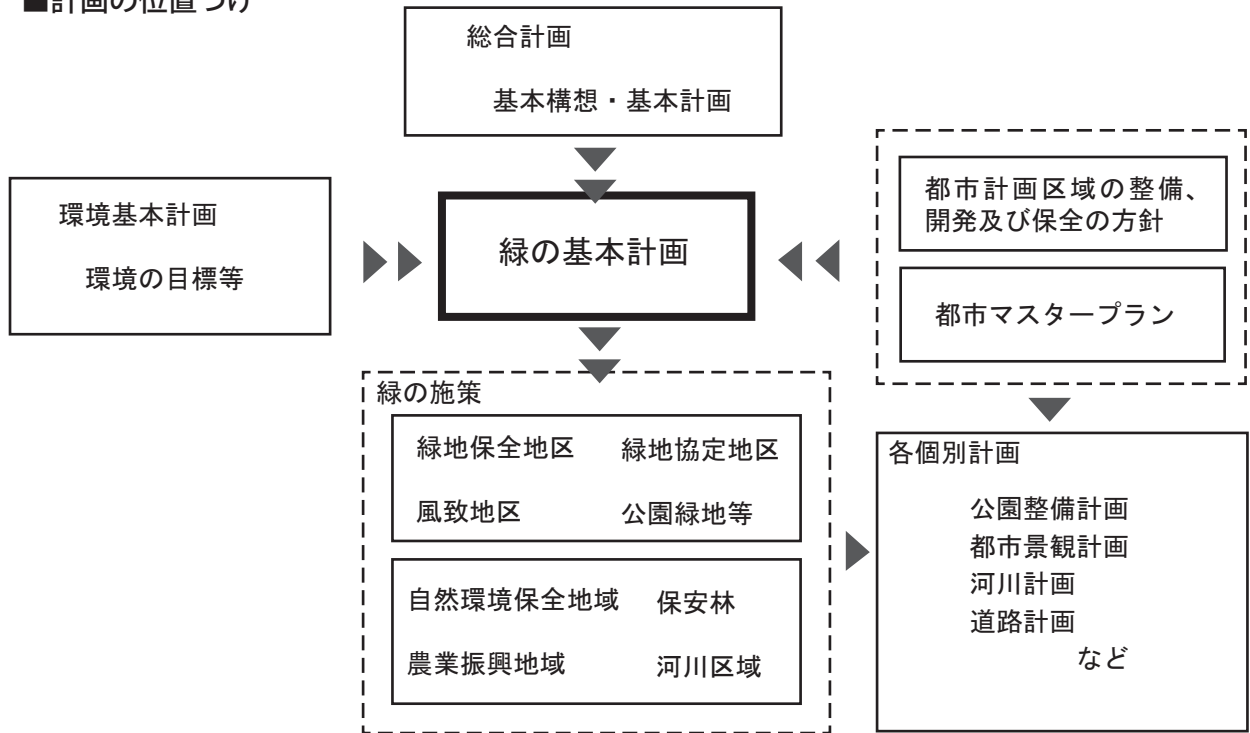 ■計画の位置づけ
総合計画
基本構想・基本計画
環境基本計画
環境の目標等
緑の基本計画
都市計画区域の整備、
開発及び保全の方針
都市マスタープラン
緑の施策
緑地保全地区 緑地協定地区
風致地区 公園緑地等
自然環境保全地域 保安林
農業振興地域 河川区域
各個別計画
公園整備計画
都市景観計画
河川計画
道路計画
など